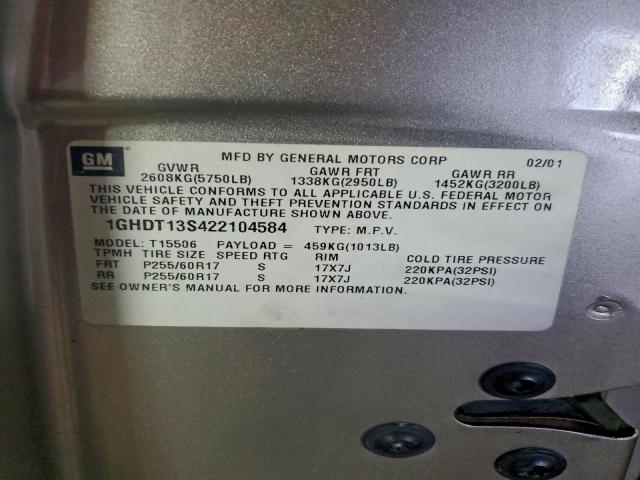 GM
MFD BY GENERAL MOTORS CORP 02/01
GVWR GAWR FRT GAWR RR
2608KG(5750LB) 1338KG(2950LB) 1452KG(3200LB)
THIS VEHICLE CONFORMS TO ALL APPLICABLE U.S. FEDERAL MOTOR
VEHICLE SAFETY AND THEFT PREVENTION STANDARDS IN EFFECT ON
THE DATE OF MANUFACTURE SHOWN ABOVE.
1GHDT13S422104584 TYPE: M.P.V.
MODEL: T15506 PAYLOAD = 459KG(1013LB)
TPMH TIRE SIZE SPEED RTG RIM COLD TIRE PRESSURE
FRT P255/60R17 S 17X7J 220KPA(32PSI)
RR P255/60R17 S 17X7J 220KPA(32PSI)
SEE OWNER'S MANUAL FOR MORE INFORMATION.